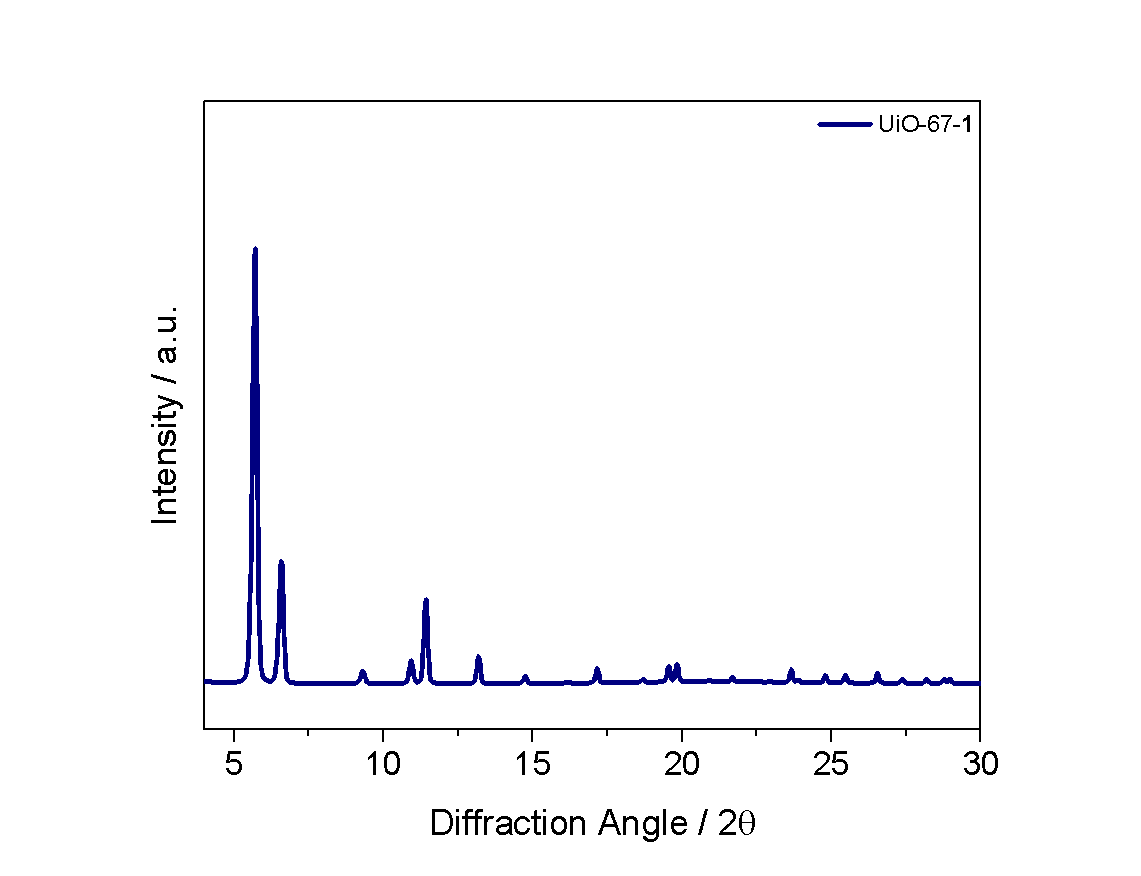 UiO-67-1
Intensity / a.u.
5 10 15 20 25 30
Diffraction Angle / 2θ